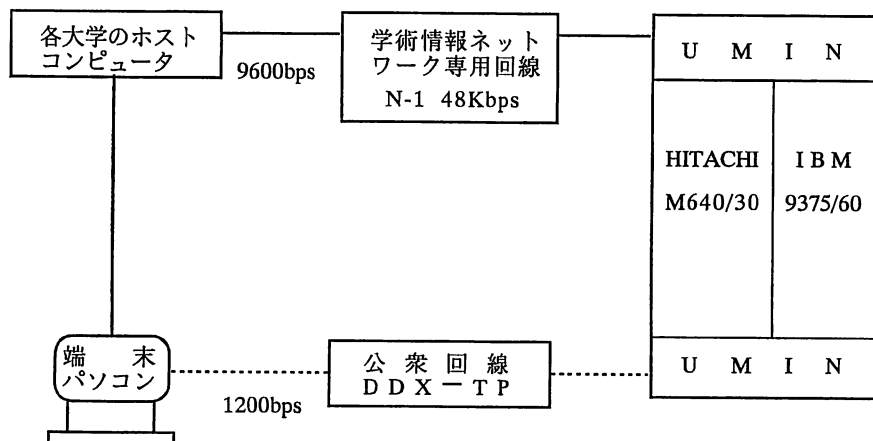 各大学のホスト
コンピュータ
9600bps
学術情報ネット
ワーク専用回線
N-1 48Kbps
U M I N
HITACHI
M640/30
I B M
9375/60
端 末
パソコン
1200bps
公 衆 回 線
D D X － T P
U M I N